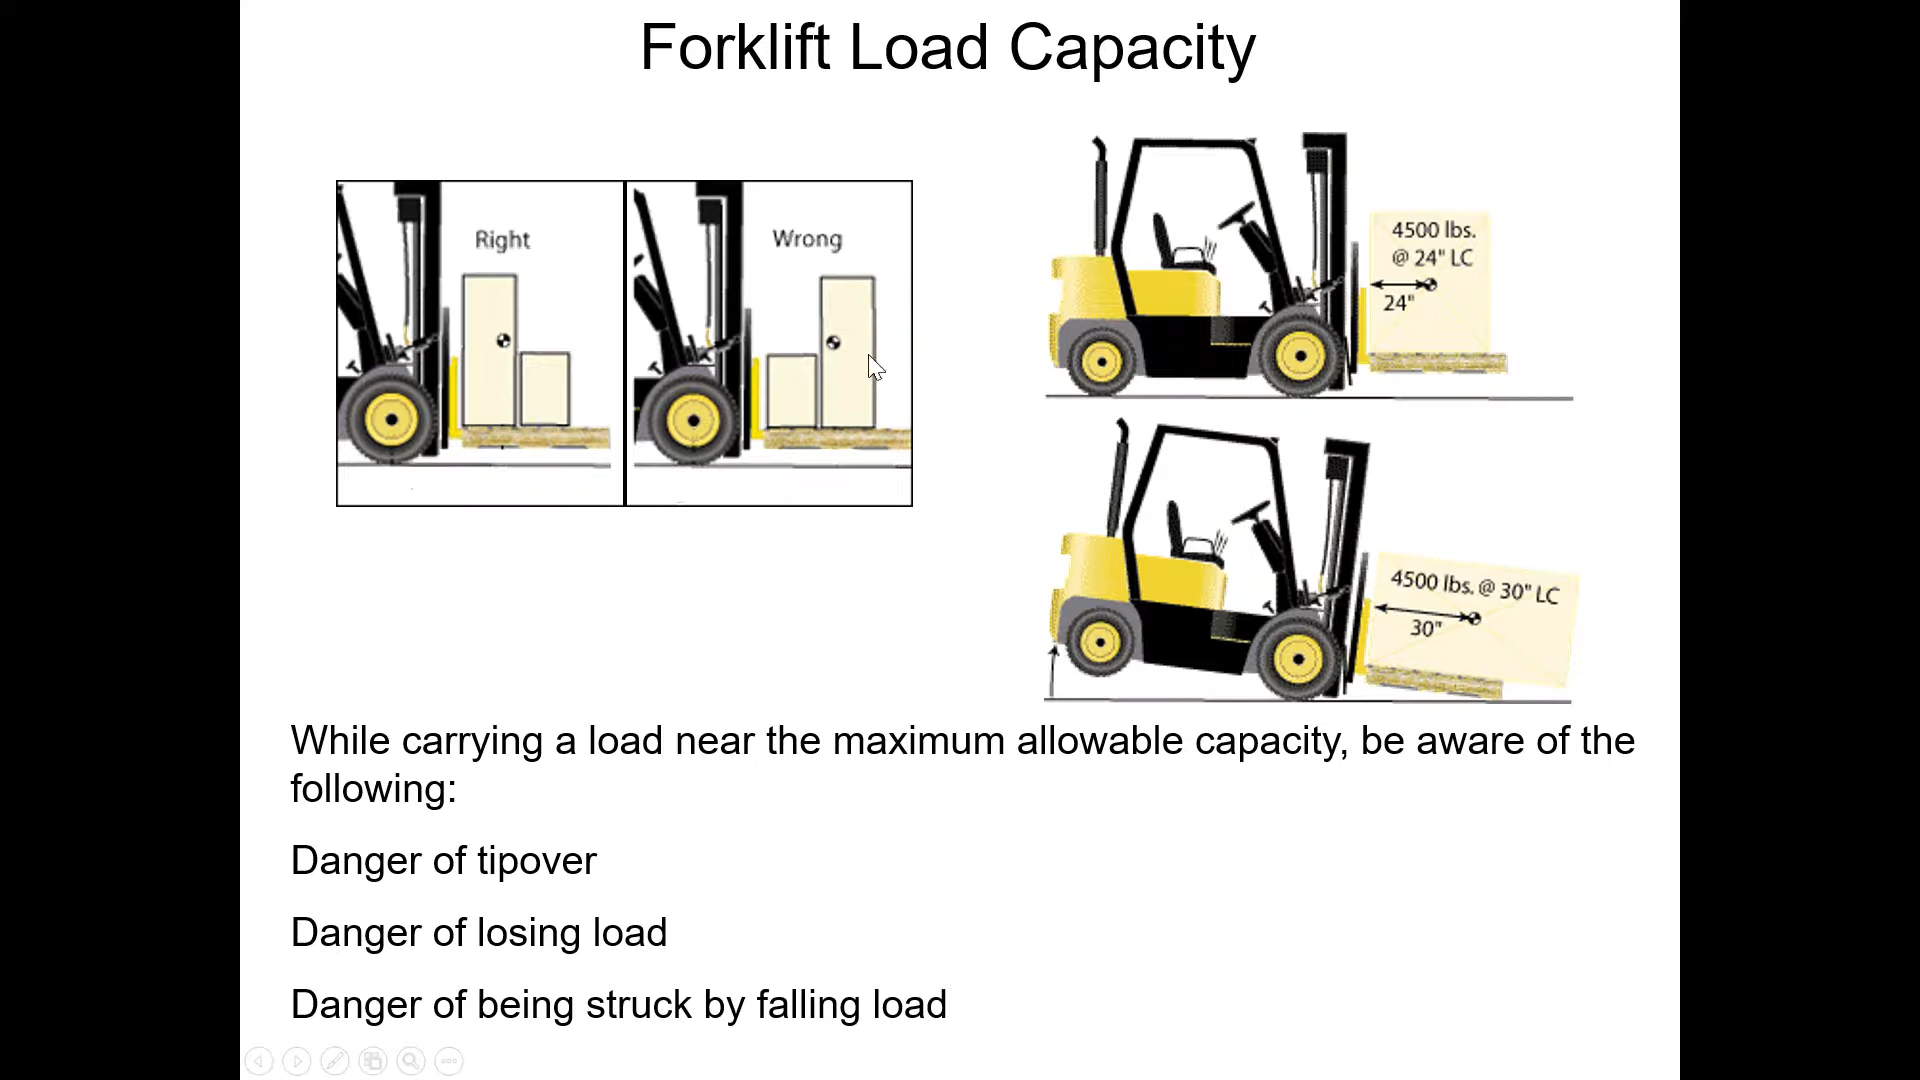 Forklift Load Capacity
Right
Wrong
4500 lbs.
@ 24" LC
24"
4500 lbs. @ 30" LC
30"
While carrying a load near the maximum allowable capacity, be aware of the
following:
Danger of tipover
Danger of losing load
Danger of being struck by falling load